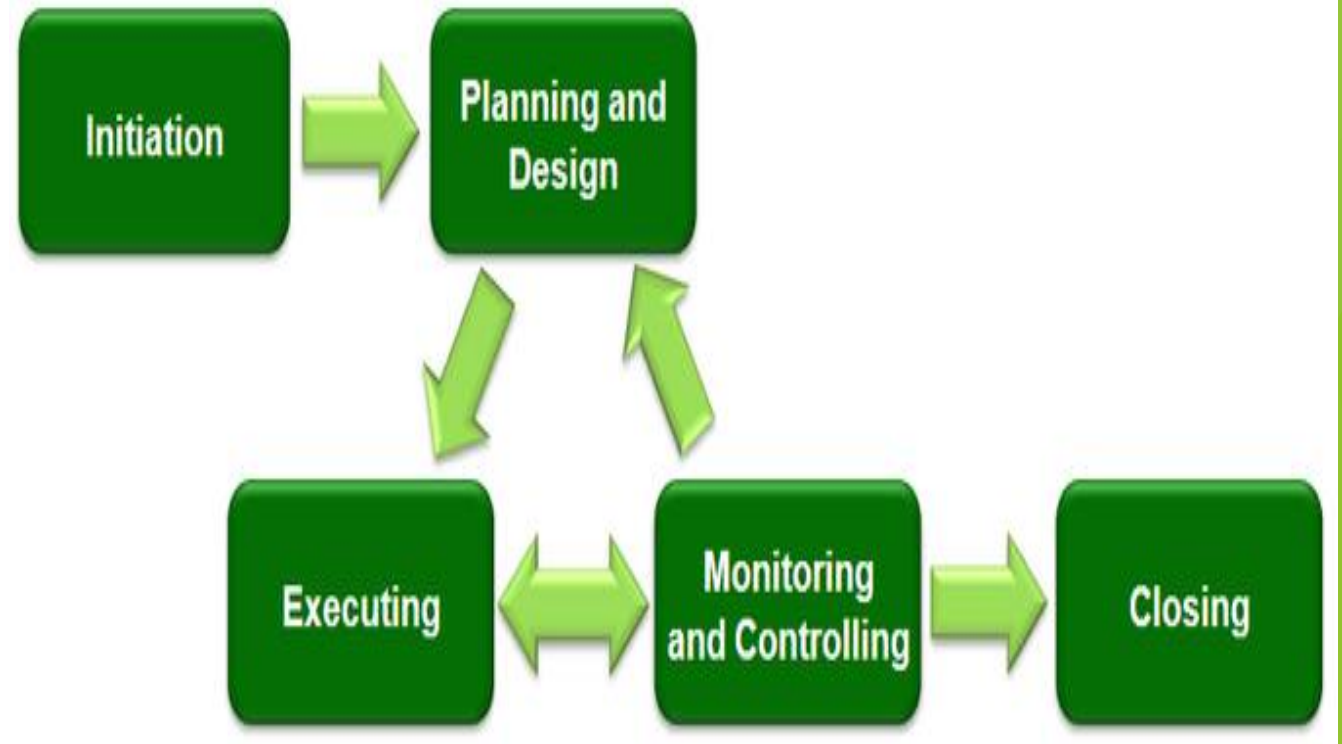 Initiation
Planning and
Design
Executing
Monitoring
and Controlling
Closing